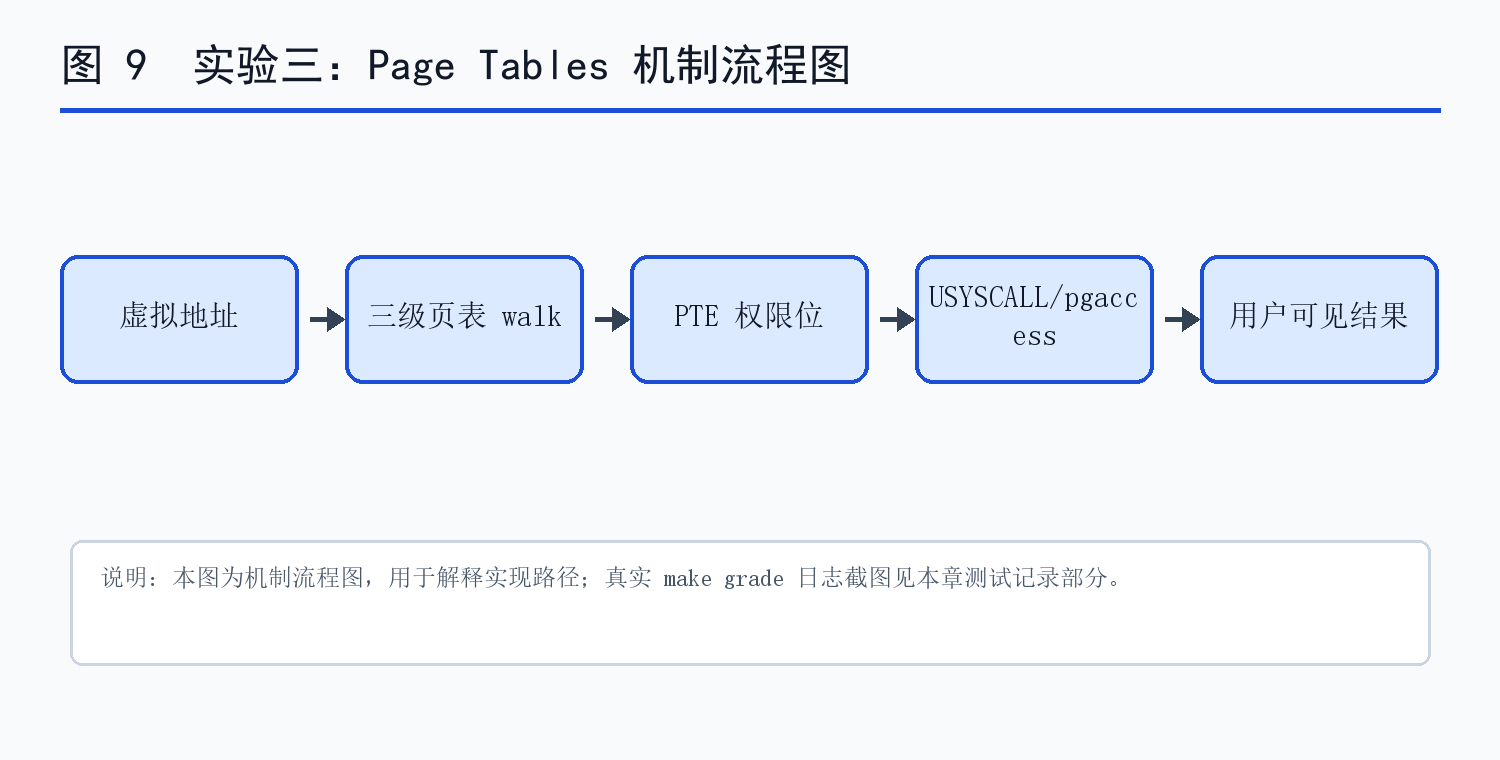 图 9  实验三：Page Tables 机制流程图
虚拟地址
三级页表 walk
PTE 权限位
USYSCALL/pgacc
ess
用户可见结果
说明：本图为机制流程图，用于解释实现路径；真实 make grade 日志截图见本章测试记录部分。